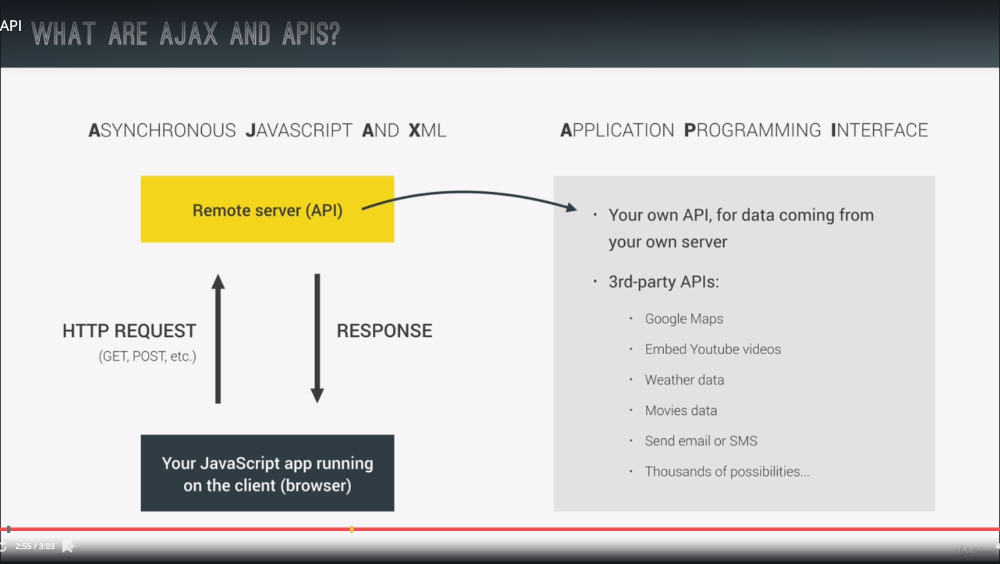 API
WHAT ARE AJAX AND APIS?
ASYNCHRONOUS JAVASCRIPT AND XML
Remote server (API)
HTTP REQUEST
(GET, POST, etc.)
RESPONSE
Your JavaScript app running
on the client (browser)
APPLICATION PROGRAMMING INTERFACE
· Your own API, for data coming from
your own server
· 3rd-party APIs:
· Google Maps
· Embed Youtube videos
· Weather data
· Movies data
· Send email or SMS
· Thousands of possibilities...
2:55 / 3:03
Udemy